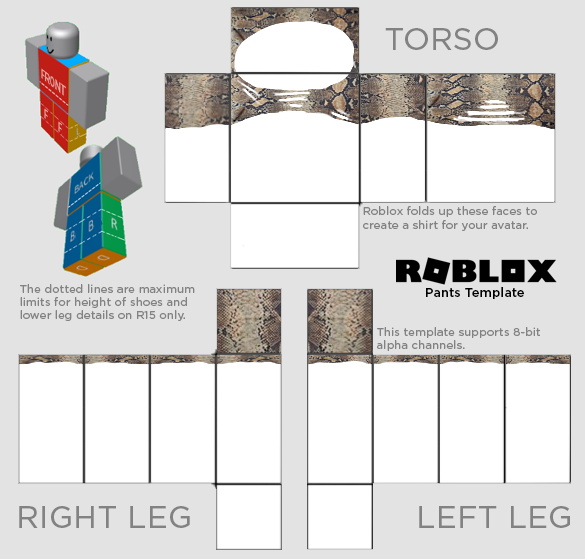 TORSO
FRONT
F
F
L
BACK
B
B
R
Roblox folds up these faces to
create a shirt for your avatar.
ROBLOX
Pants Template
The dotted lines are maximum
limits for height of shoes and
lower leg details on R15 only.
This template supports 8-bit
alpha channels.
RIGHT LEG
LEFT LEG